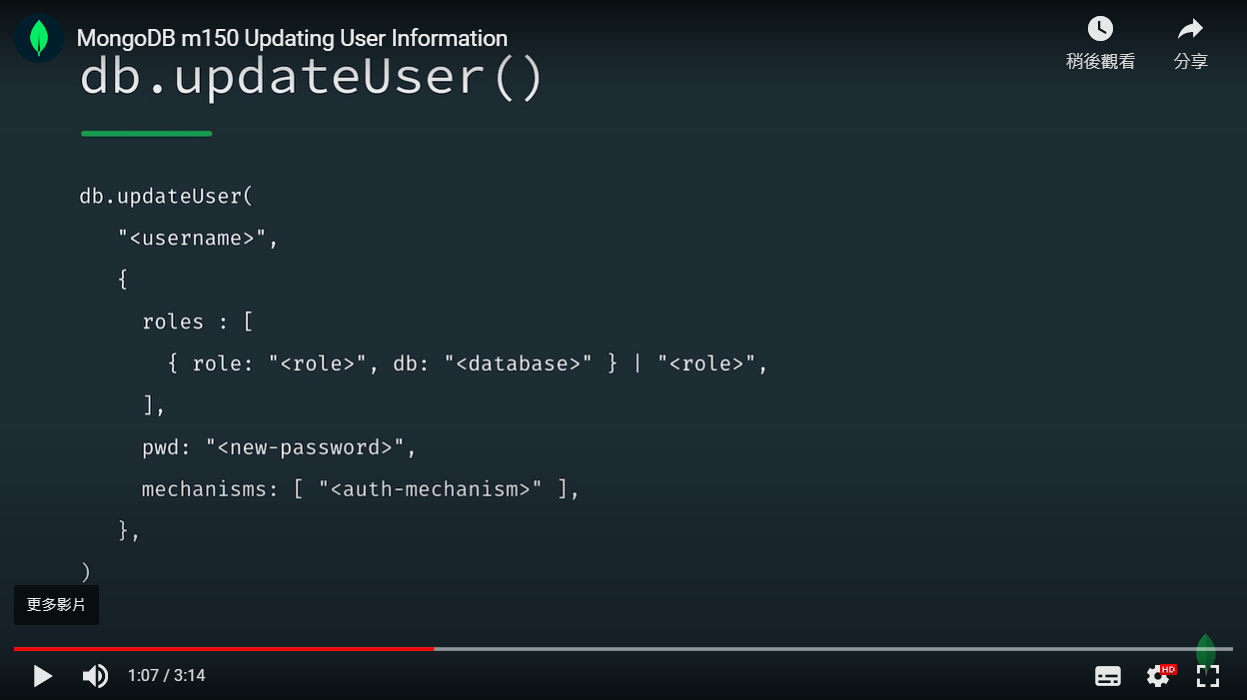 MongoDB m150 Updating User Information
稍後觀看
分享
db.updateUser()
db.updateUser(
"<username>",
{
roles : [
{ role: "<role>", db: "<database>" } | "<role>",
],
pwd: "<new-password>",
mechanisms: [ "<auth-mechanism>" ],
},
)
更多影片
1:07 / 3:14
HD